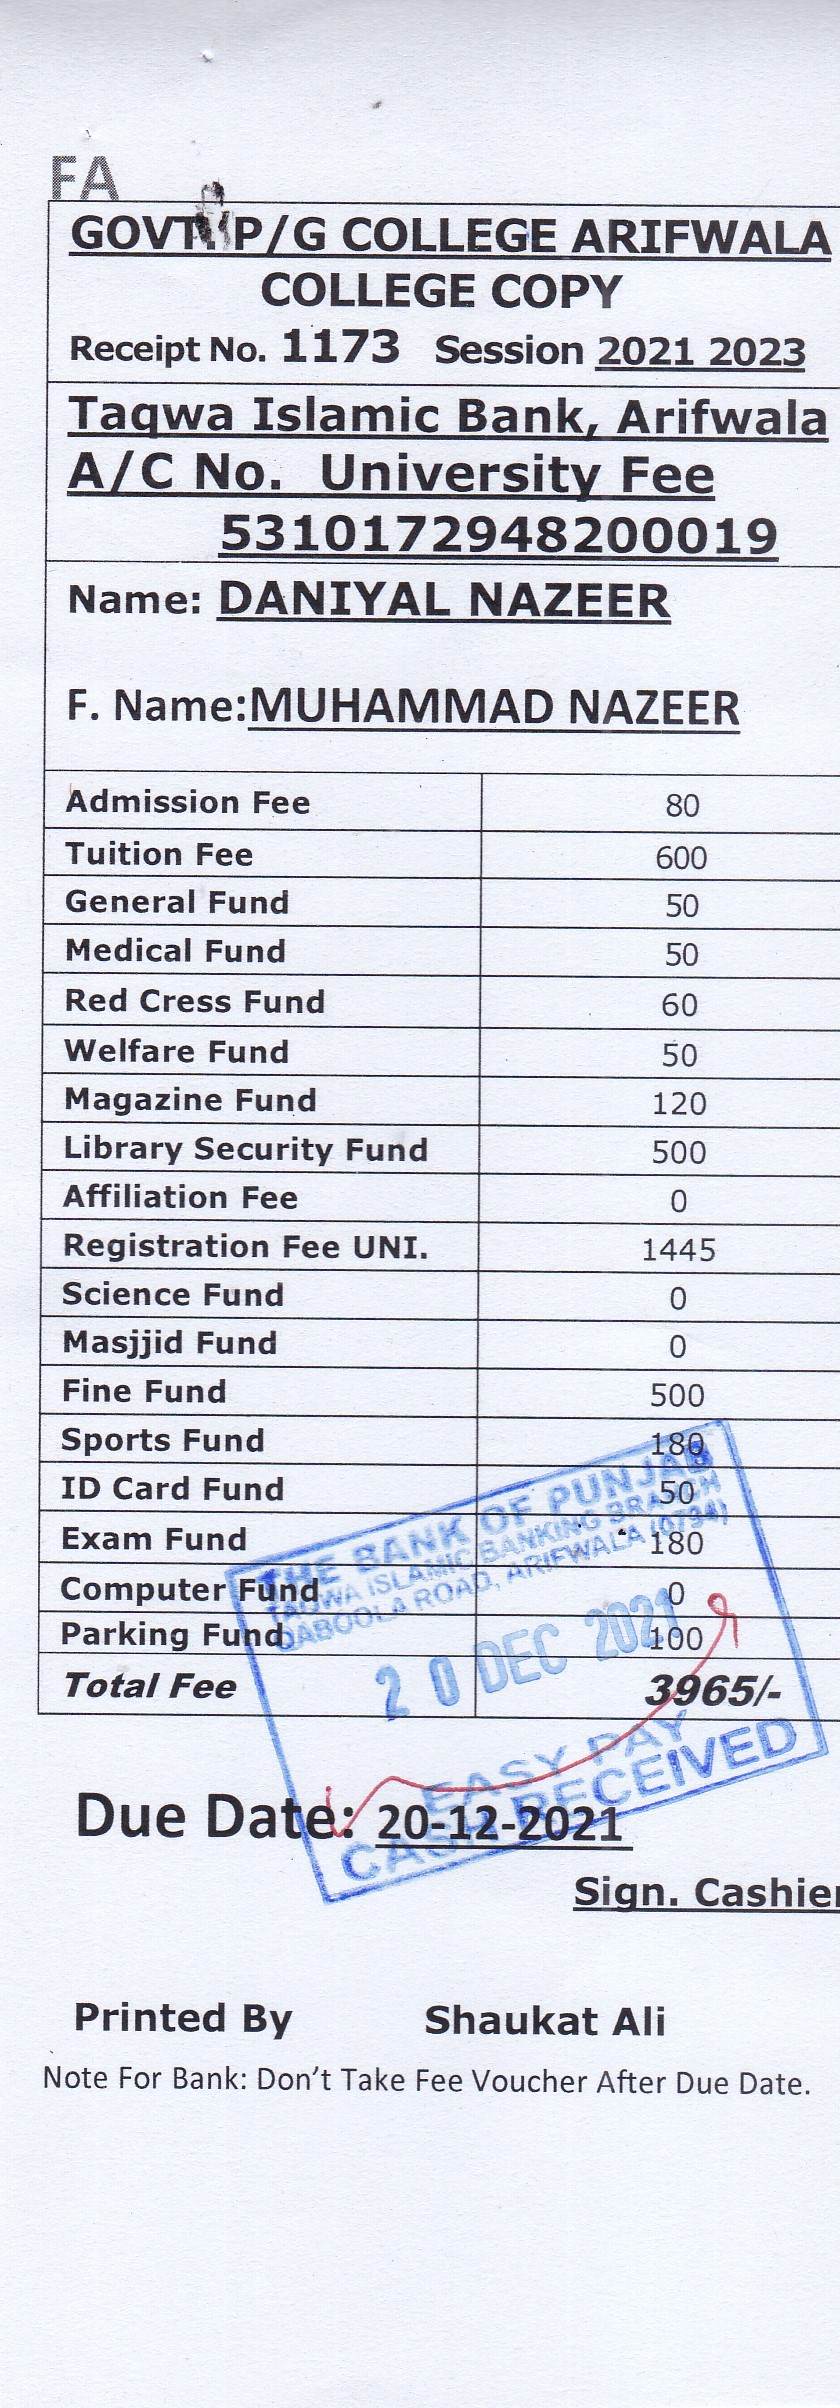 FA
GOVT. P/G COLLEGE ARIFWALA
COLLEGE COPY
Receipt No. 1173 Session 2021 2023
Taqwa Islamic Bank, Arifwala
A/C No. University Fee
5310172948200019
Name: DANIYAL NAZEER
F. Name:MUHAMMAD NAZEER
Admission Fee 80
Tuition Fee 600
General Fund 50
Medical Fund 50
Red Cress Fund 60
Welfare Fund 50
Magazine Fund 120
Library Security Fund 500
Affiliation Fee 0
Registration Fee UNI. 1445
Science Fund 0
Masjjid Fund 0
Fine Fund 500
Sports Fund 180
ID Card Fund 50
Exam Fund 180
Computer Fund 0
Parking Fund 100
Total Fee 3965/-
THE BANK OF PUNJAB
TAQWA ISLAMIC BANKING BRANCH
QABOOLA ROAD, ARIFWALA (0794)
20 DEC 2021
EASY PAY
CASH RECEIVED
Due Date: 20-12-2021
Sign. Cashier
Printed By Shaukat Ali
Note For Bank: Don't Take Fee Voucher After Due Date.